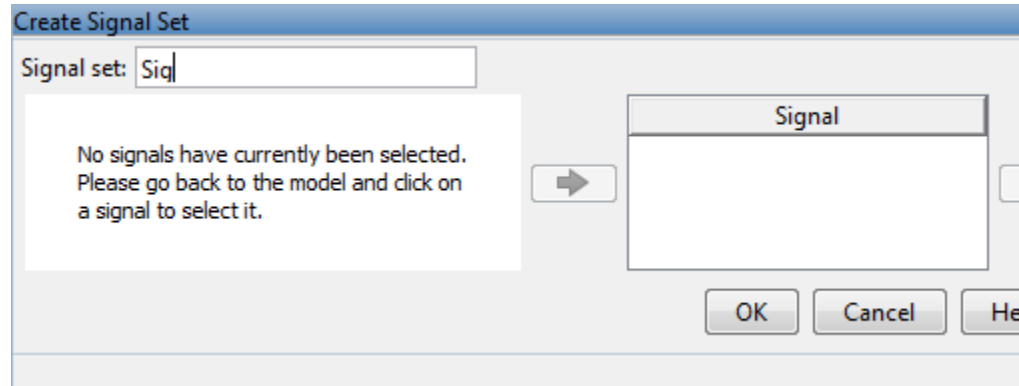 Create Signal Set
Signal set: Sig
No signals have currently been selected.
Please go back to the model and click on
a signal to select it.
Signal
OK Cancel He